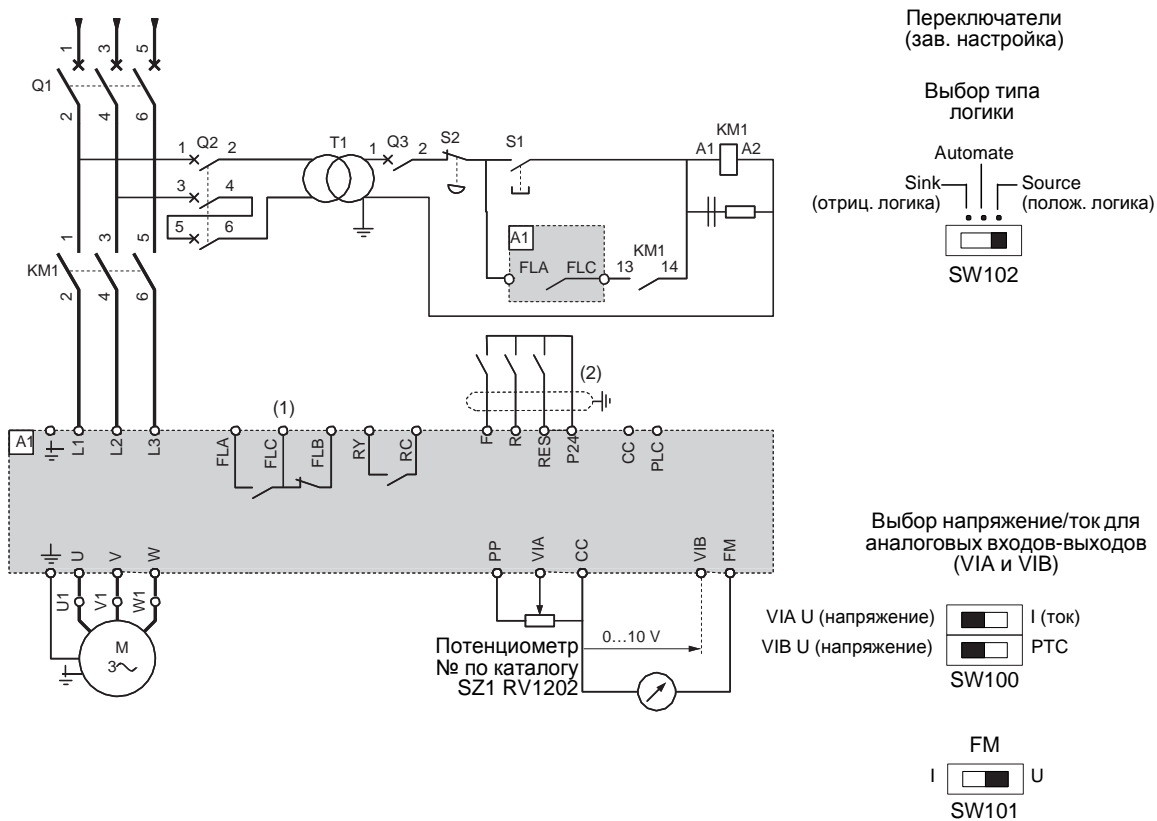 1 3 5
Q1
2 4 6
1 Q2 2
3 4
5 6
T1
1 Q3 2
S2
S1
KM1
A1 A2
A1
FLA FLC
KM1
13 14
1 3 5
KM1
2 4 6
(1)
(2)
A1
L1 L2 L3
FLA FLC FLB RY RC
F R RES P24 CC PLC
U V W
PP VIA CC VIB FM
U1 V1 W1
M
3
Потенциометр
№ по каталогу
SZ1 RV1202
0...10 V
Переключатели
(зав. настройка)
Выбор типа
логики
Automate
Sink
(отриц. логика)
Source
(полож. логика)
SW102
Выбор напряжение/ток для
аналоговых входов-выходов
(VIA и VIB)
VIA U (напряжение) I (ток)
VIB U (напряжение) PTC
SW100
FM
I U
SW101